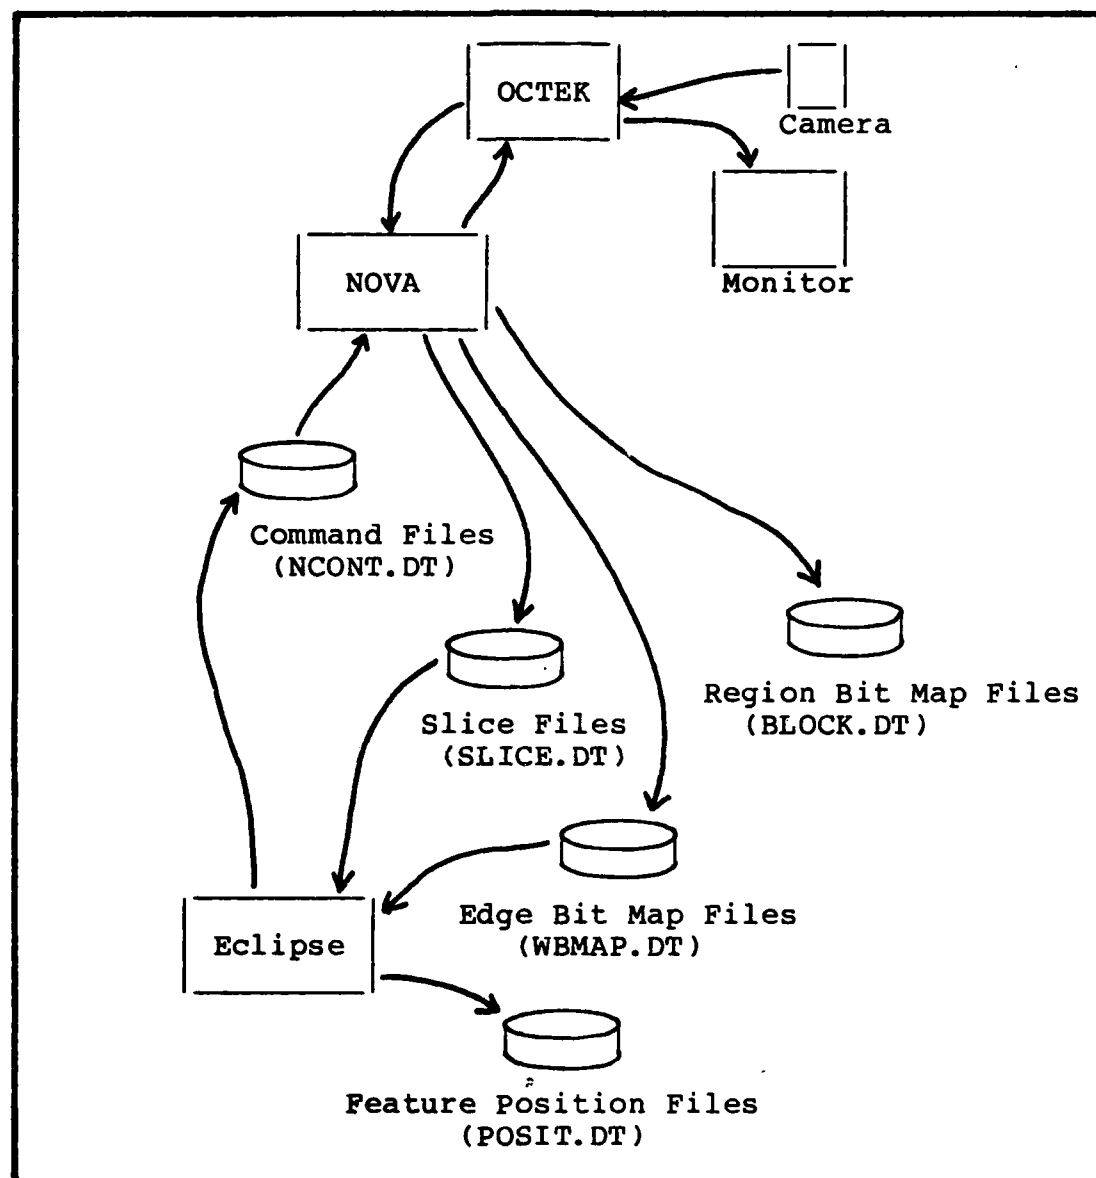 OCTEK
Camera
NOVA
Monitor
Command Files
(NCONT.DT)
Region Bit Map Files
(BLOCK.DT)
Slice Files
(SLICE.DT)
Edge Bit Map Files
(WBMAP.DT)
Eclipse
Feature Position Files
(POSIT.DT)